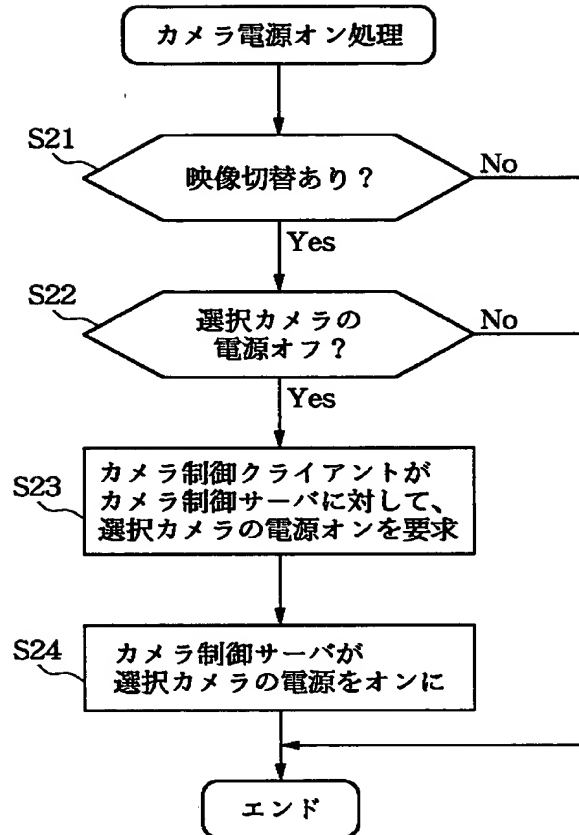 カメラ電源オン処理
S21
映像切替あり？
No
Yes
S22
選択カメラの
電源オフ？
No
Yes
S23
カメラ制御クライアントが
カメラ制御サーバに対して、
選択カメラの電源オンを要求
S24
カメラ制御サーバが
選択カメラの電源をオンに
エンド